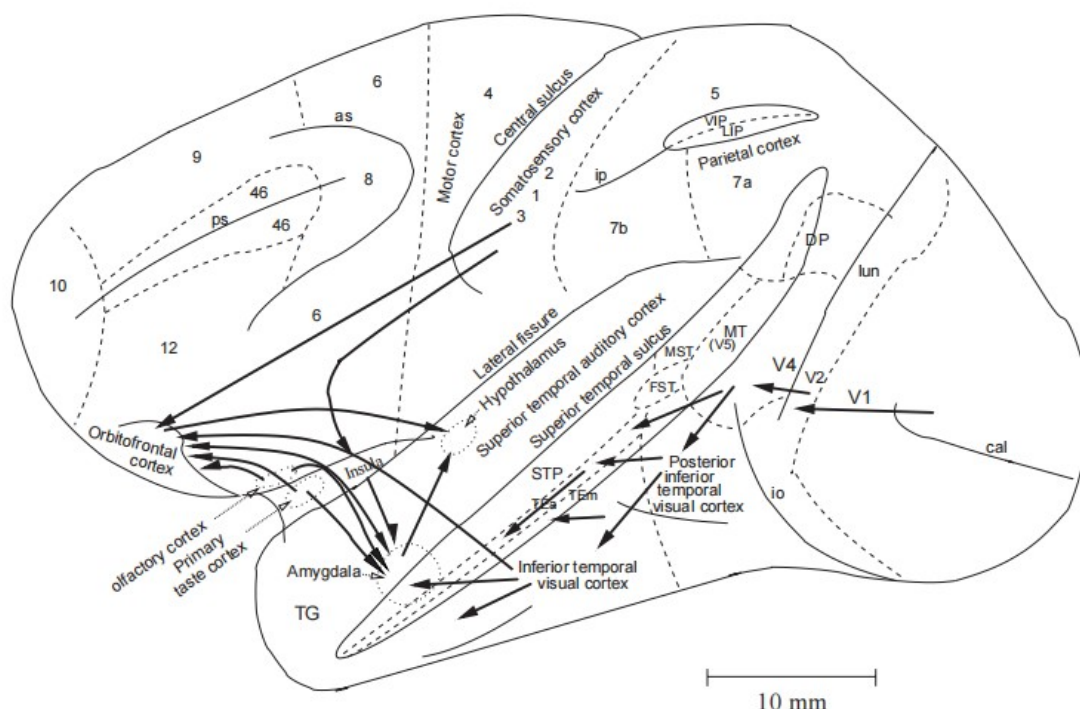 6
4
Central sulcus
5
as
VIP
LIP
9
Motor cortex
Somatosensory cortex
Parietal cortex
8
46
2
ip
7a
1
ps
46
3
7b
DP
10
lun
6
Lateral fissure
Hypothalamus
Superior temporal auditory cortex
Superior temporal sulcus
12
MT
(V5)
MST
FST
V4
V2
V1
Orbitofrontal
cortex
Insula
cal
STP
Posterior
inferior
temporal
visual cortex
TEa
TEm
io
olfactory cortex
Primary
taste cortex
Amygdala
Inferior temporal
visual cortex
TG
10 mm